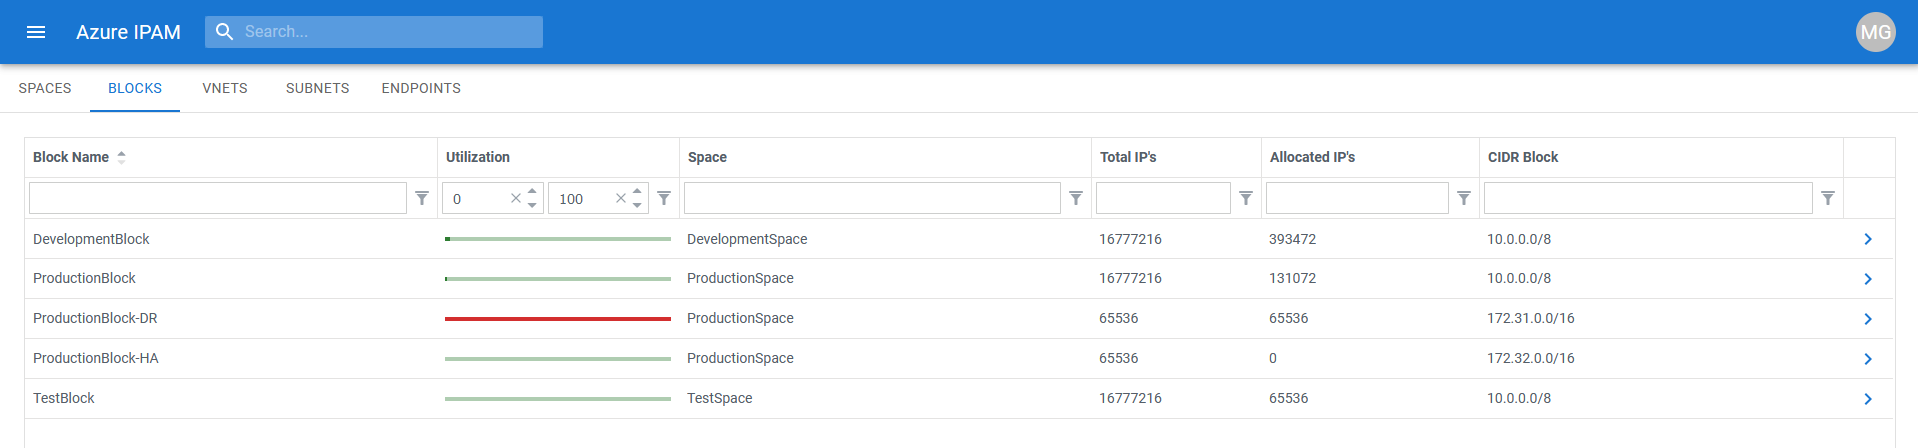 Azure IPAM Search... MG
SPACES BLOCKS VNETS SUBNETS ENDPOINTS
Block Name Utilization Space Total IP's Allocated IP's CIDR Block
0 100
DevelopmentBlock DevelopmentSpace 16777216 393472 10.0.0.0/8
ProductionBlock ProductionSpace 16777216 131072 10.0.0.0/8
ProductionBlock-DR ProductionSpace 65536 65536 172.31.0.0/16
ProductionBlock-HA ProductionSpace 65536 0 172.32.0.0/16
TestBlock TestSpace 16777216 65536 10.0.0.0/8